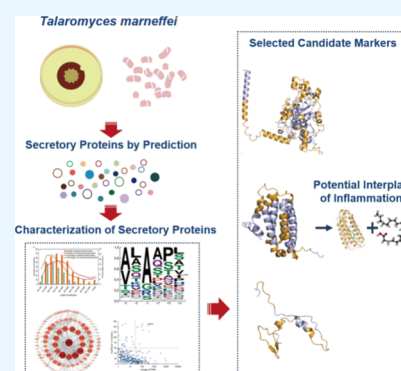 Talaromyces marneffei
Secretory Proteins by Prediction
Characterization of Secretory Proteins
Selected Candidate Markers
Potential Interpla
of Inflammation
+